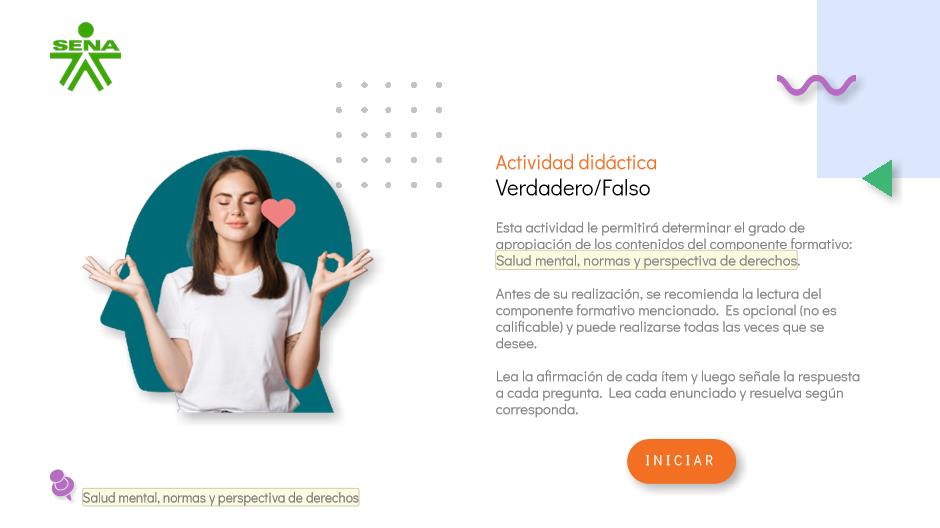 SENA
Actividad didáctica
Verdadero/Falso
Esta actividad le permitirá determinar el grado de
apropiación de los contenidos del componente formativo:
Salud mental, normas y perspectiva de derechos.
Antes de su realización, se recomienda la lectura del
componente formativo mencionado. Es opcional (no es
calificable) y puede realizarse todas las veces que se
desee.
Lea la afirmación de cada ítem y luego señale la respuesta
a cada pregunta. Lea cada enunciado y resuelva según
corresponda.
INICIAR
Salud mental, normas y perspectiva de derechos